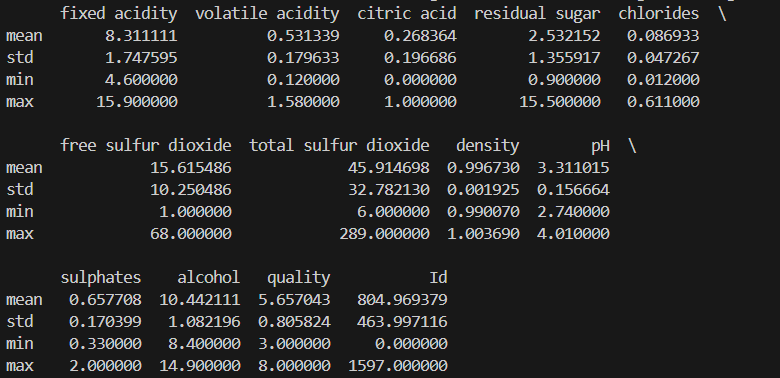 fixed acidity  volatile acidity  citric acid  residual sugar  chlorides  \
mean       8.311111          0.531339     0.268364        2.532152   0.086933
std        1.747595          0.179633     0.196686        1.355917   0.047267
min        4.600000          0.120000     0.000000        0.900000   0.012000
max       15.900000          1.580000     1.000000       15.500000   0.611000
free sulfur dioxide  total sulfur dioxide   density        pH  \
mean            15.615486             45.914698  0.996730  3.311015
std             10.250486             32.782130  0.001925  0.156664
min              1.000000              6.000000  0.990070  2.740000
max             68.000000            289.000000  1.003690  4.010000
sulphates    alcohol   quality           Id
mean   0.657708  10.442111  5.657043   804.969379
std    0.170399   1.082196  0.805824   463.997116
min    0.330000   8.400000  3.000000     0.000000
max    2.000000  14.900000  8.000000  1597.000000